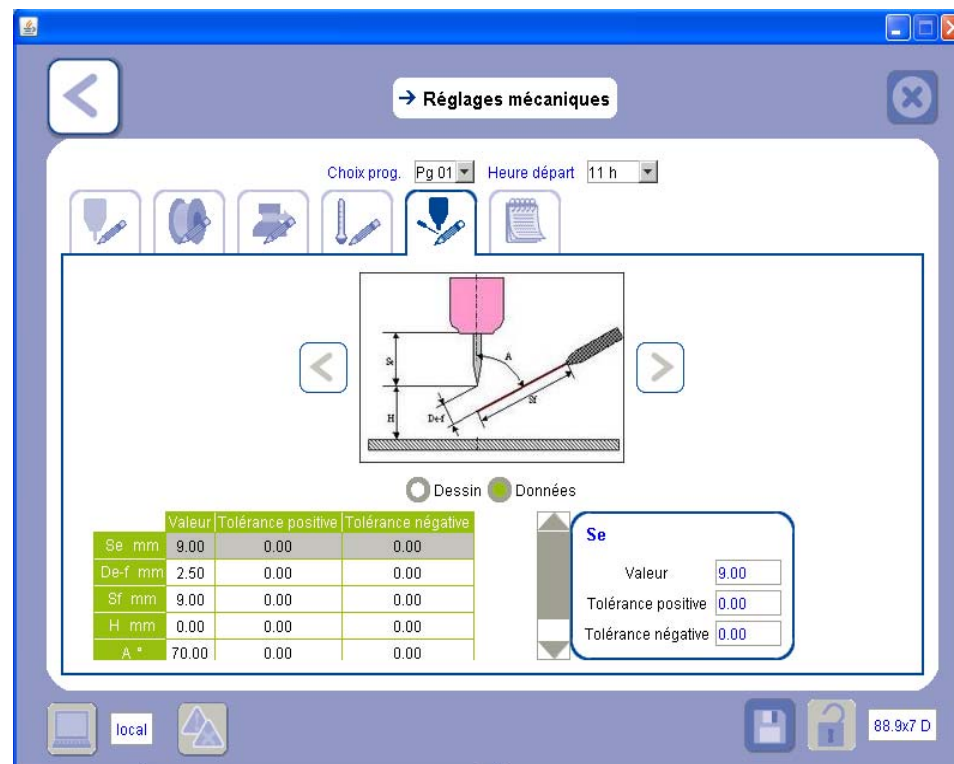 → Réglages mécaniques
Choix prog. Pg 01 Heure départ 11 h
Se
A
H
De-f
Sf
Dessin Données
Valeur Tolérance positive Tolérance négative
Se mm 9.00 0.00 0.00
De-f mm 2.50 0.00 0.00
Sf mm 9.00 0.00 0.00
H mm 0.00 0.00 0.00
A ° 70.00 0.00 0.00
Se
Valeur 9.00
Tolérance positive 0.00
Tolérance négative 0.00
local
88.9x7 D